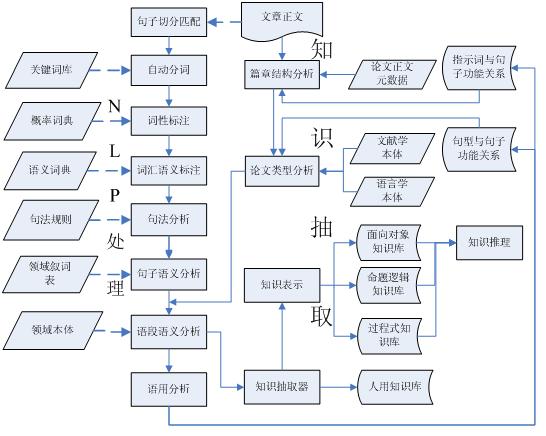 句子切分匹配
文章正文
知
关键词库
自动分词
篇章结构分析
论文正文
元数据
指示词与句
子功能关系
N
概率词典
词性标注
识
文献学
本体
句型与句子
功能关系
L
语义词典
词汇语义标注
论文类型分析
语言学
本体
P
句法规则
句法分析
抽
面向对象
知识库
知识推理
处
领域叙词
表
句子语义分析
知识表示
命题逻辑
知识库
理
取
领域本体
语段语义分析
过程式知
识库
语用分析
知识抽取器
人用知识库